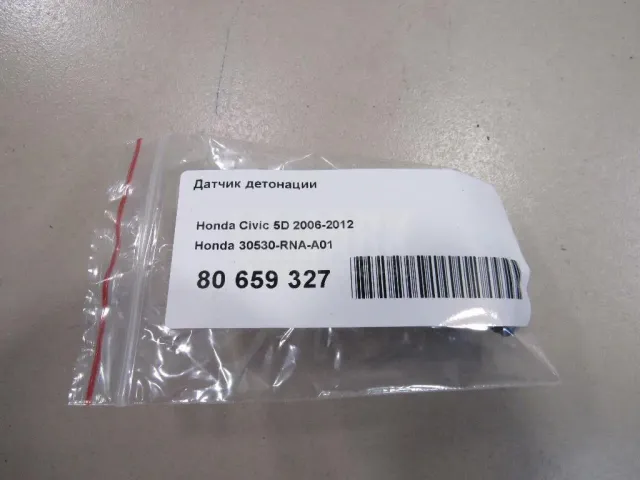 Датчик детонации
Honda Civic 5D 2006-2012
Honda 30530-RNA-A01
80 659 327